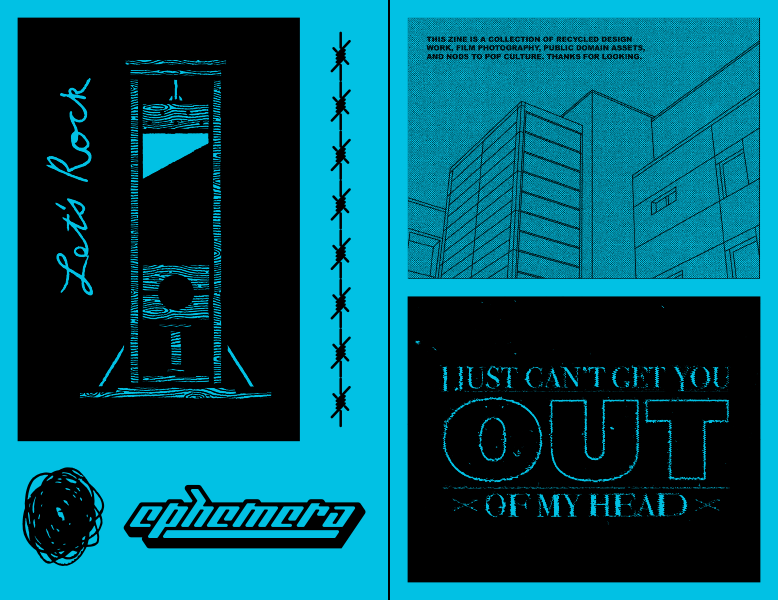 Let's Rock
ephemera
THIS ZINE IS A COLLECTION OF RECYCLED DESIGN
WORK, FILM PHOTOGRAPHY, PUBLIC DOMAIN ASSETS,
AND NODS TO POP CULTURE. THANKS FOR LOOKING.
I JUST CAN'T GET YOU
OUT
OF MY HEAD